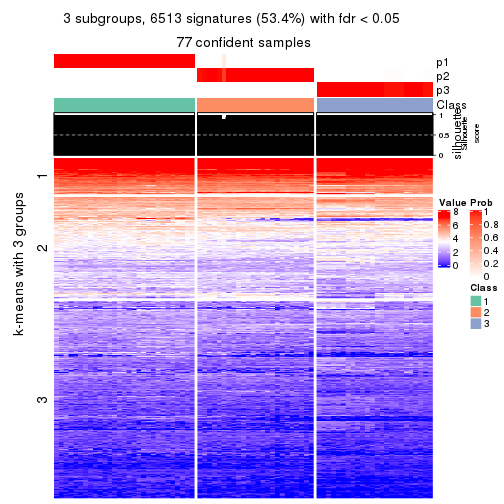 3 subgroups, 6513 signatures (53.4%) with fdr < 0.05
77 confident samples
p1
p2
p3
Class
1
0.5
0
silhouette
Silhouette
score
k-means with 3 groups
1
2
3
Value
8
6
4
2
0
Prob
1
0.8
0.6
0.4
0.2
0
Class
1
2
3